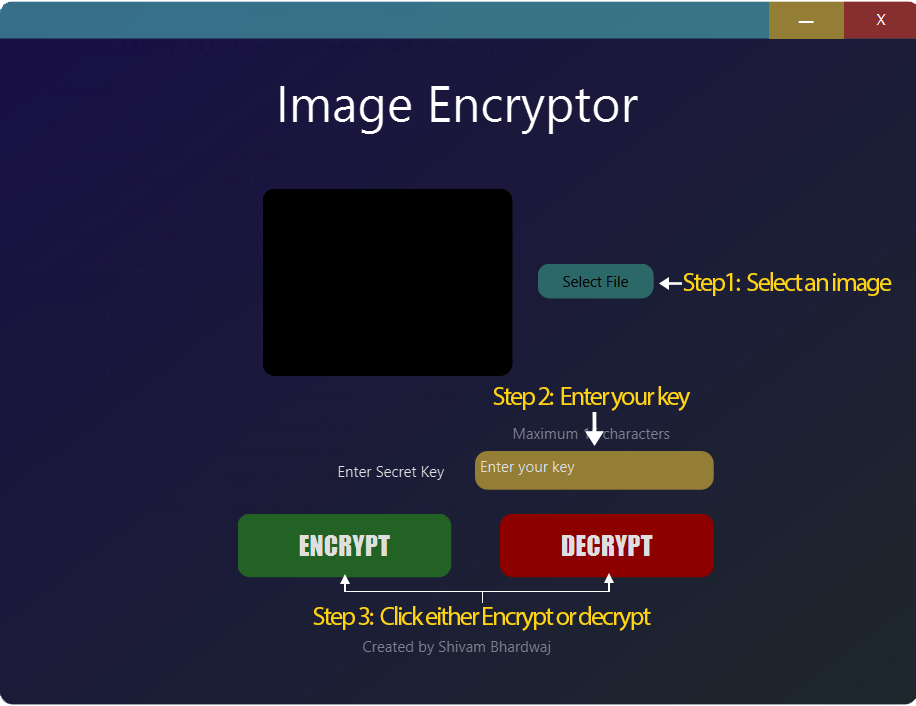 — X
Image Encryptor
Select File
Step1: Select an image
Step 2: Enter your key
Maximum characters
Enter Secret Key
Enter your key
ENCRYPT
DECRYPT
Step 3: Click either Encrypt or decrypt
Created by Shivam Bhardwaj